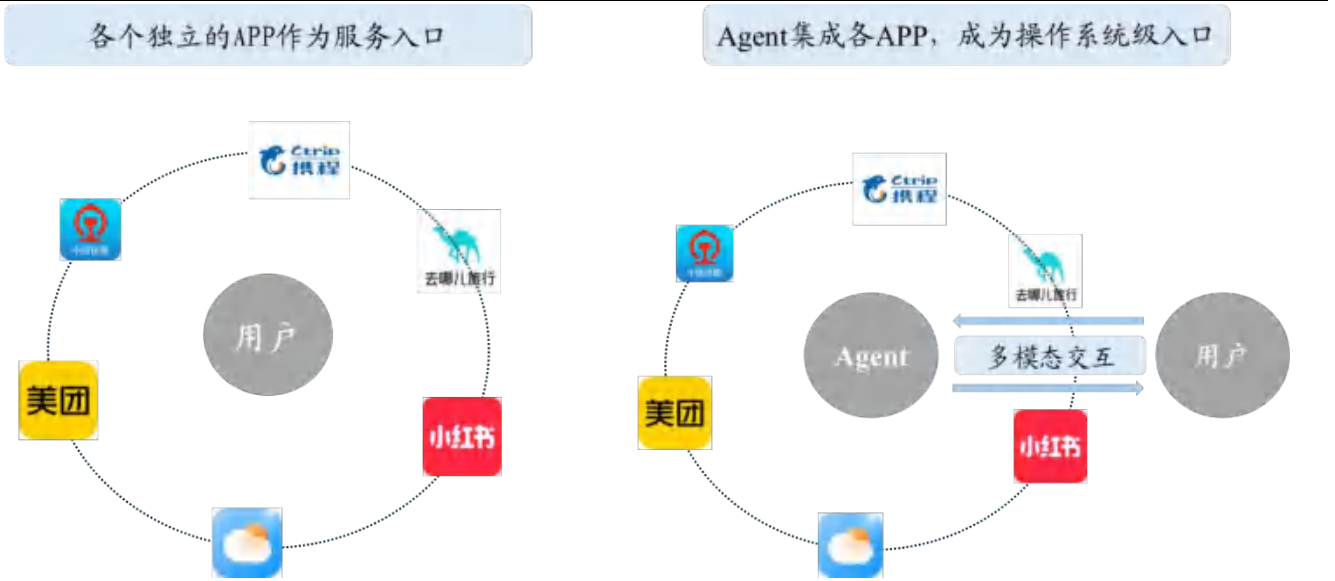 各个独立的APP作为服务入口
Ctrip
携程
去哪儿旅行
用户
美团
小红书
Agent集成各APP，成为操作系统级入口
Ctrip
携程
去哪儿旅行
Agent
多模态交互
用户
美团
小红书